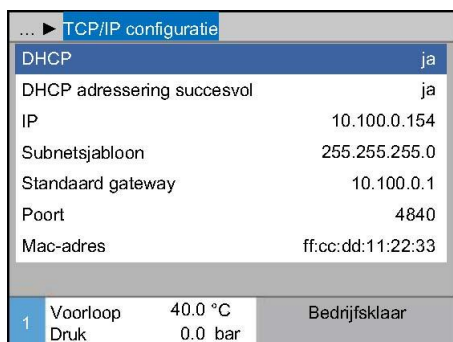 ... ► TCP/IP configuratie
DHCP ja
DHCP adressering succesvol ja
IP 10.100.0.154
Subnetsjabloon 255.255.255.0
Standaard gateway 10.100.0.1
Poort 4840
Mac-adres ff:cc:dd:11:22:33
1 Voorloop 40.0 °C Bedrijfsklaar
Druk 0.0 bar